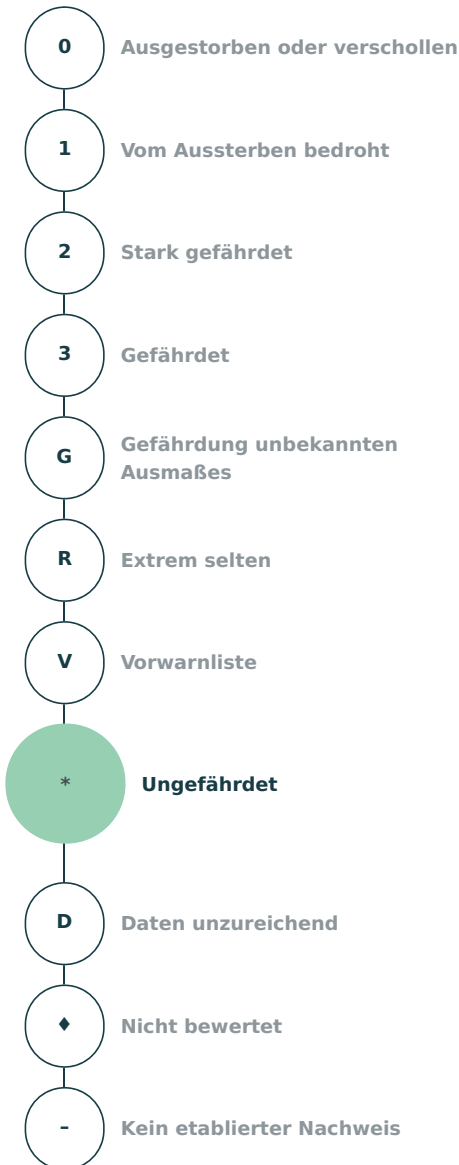 0 Ausgestorben oder verschollen
1 Vom Aussterben bedroht
2 Stark gefährdet
3 Gefährdet
G Gefährdung unbekannten
Ausmaßes
R Extrem selten
V Vorwarnliste
* Ungefährdet
D Daten unzureichend
♦ Nicht bewertet
– Kein etablierter Nachweis